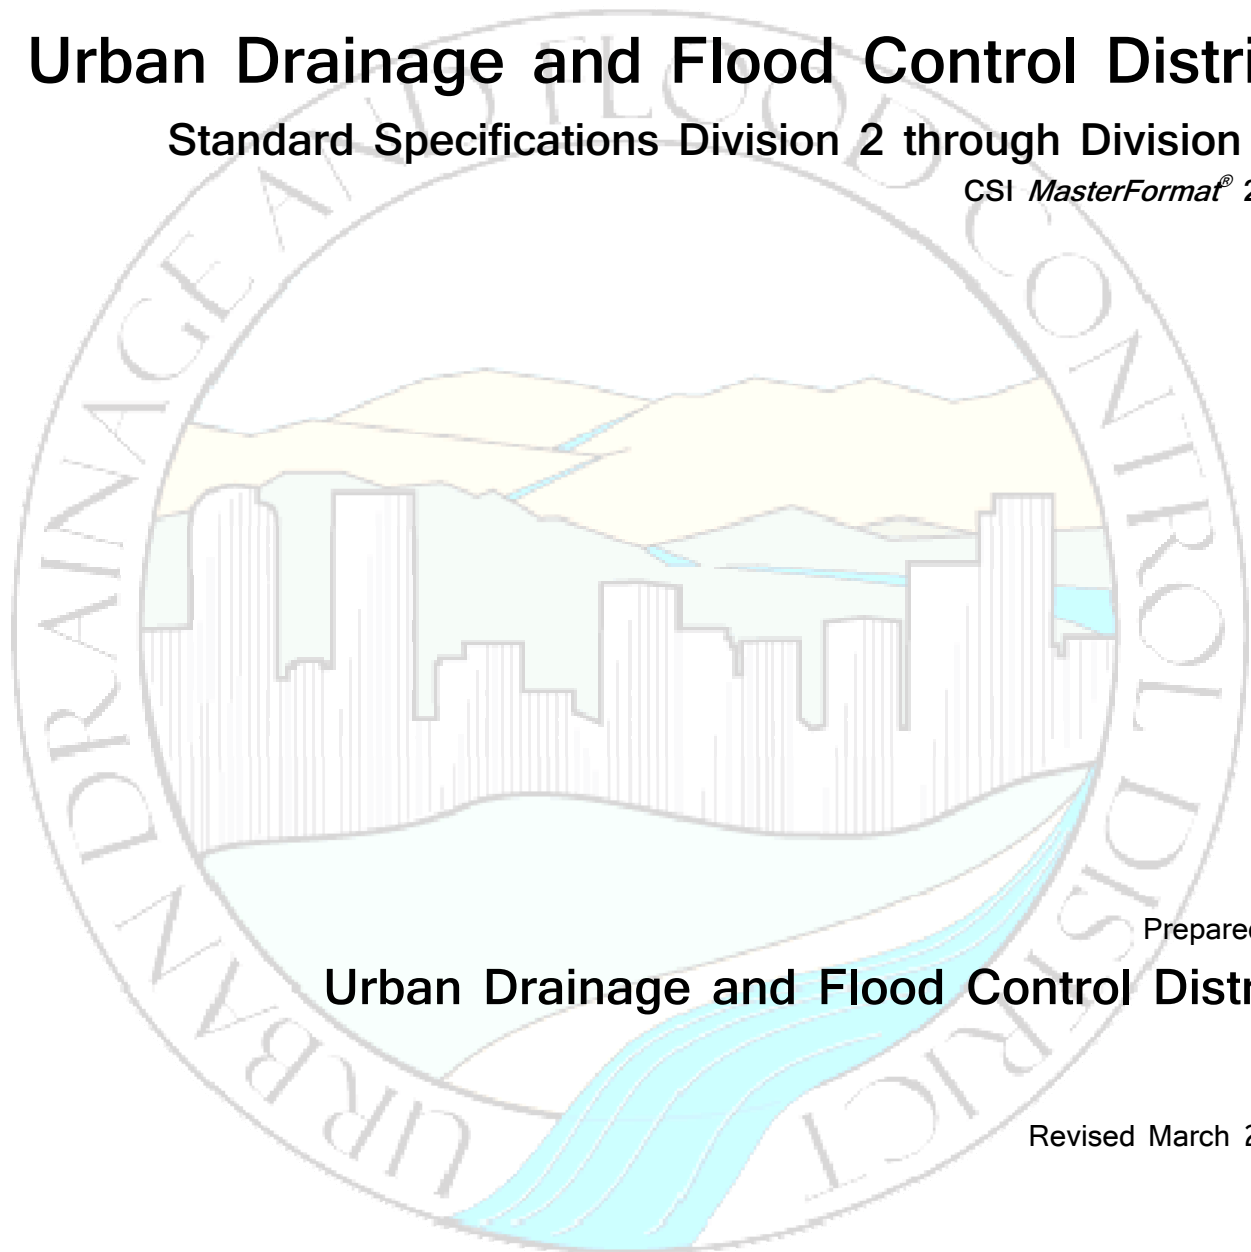 Urban Drainage and Flood Control Distri
Standard Specifications Division 2 through Division
CSI MasterFormat® 2
URBAN DRAINAGE AND FLOOD CONTROL DISTRICT
Prepared
Urban Drainage and Flood Control Distr
Revised March 2